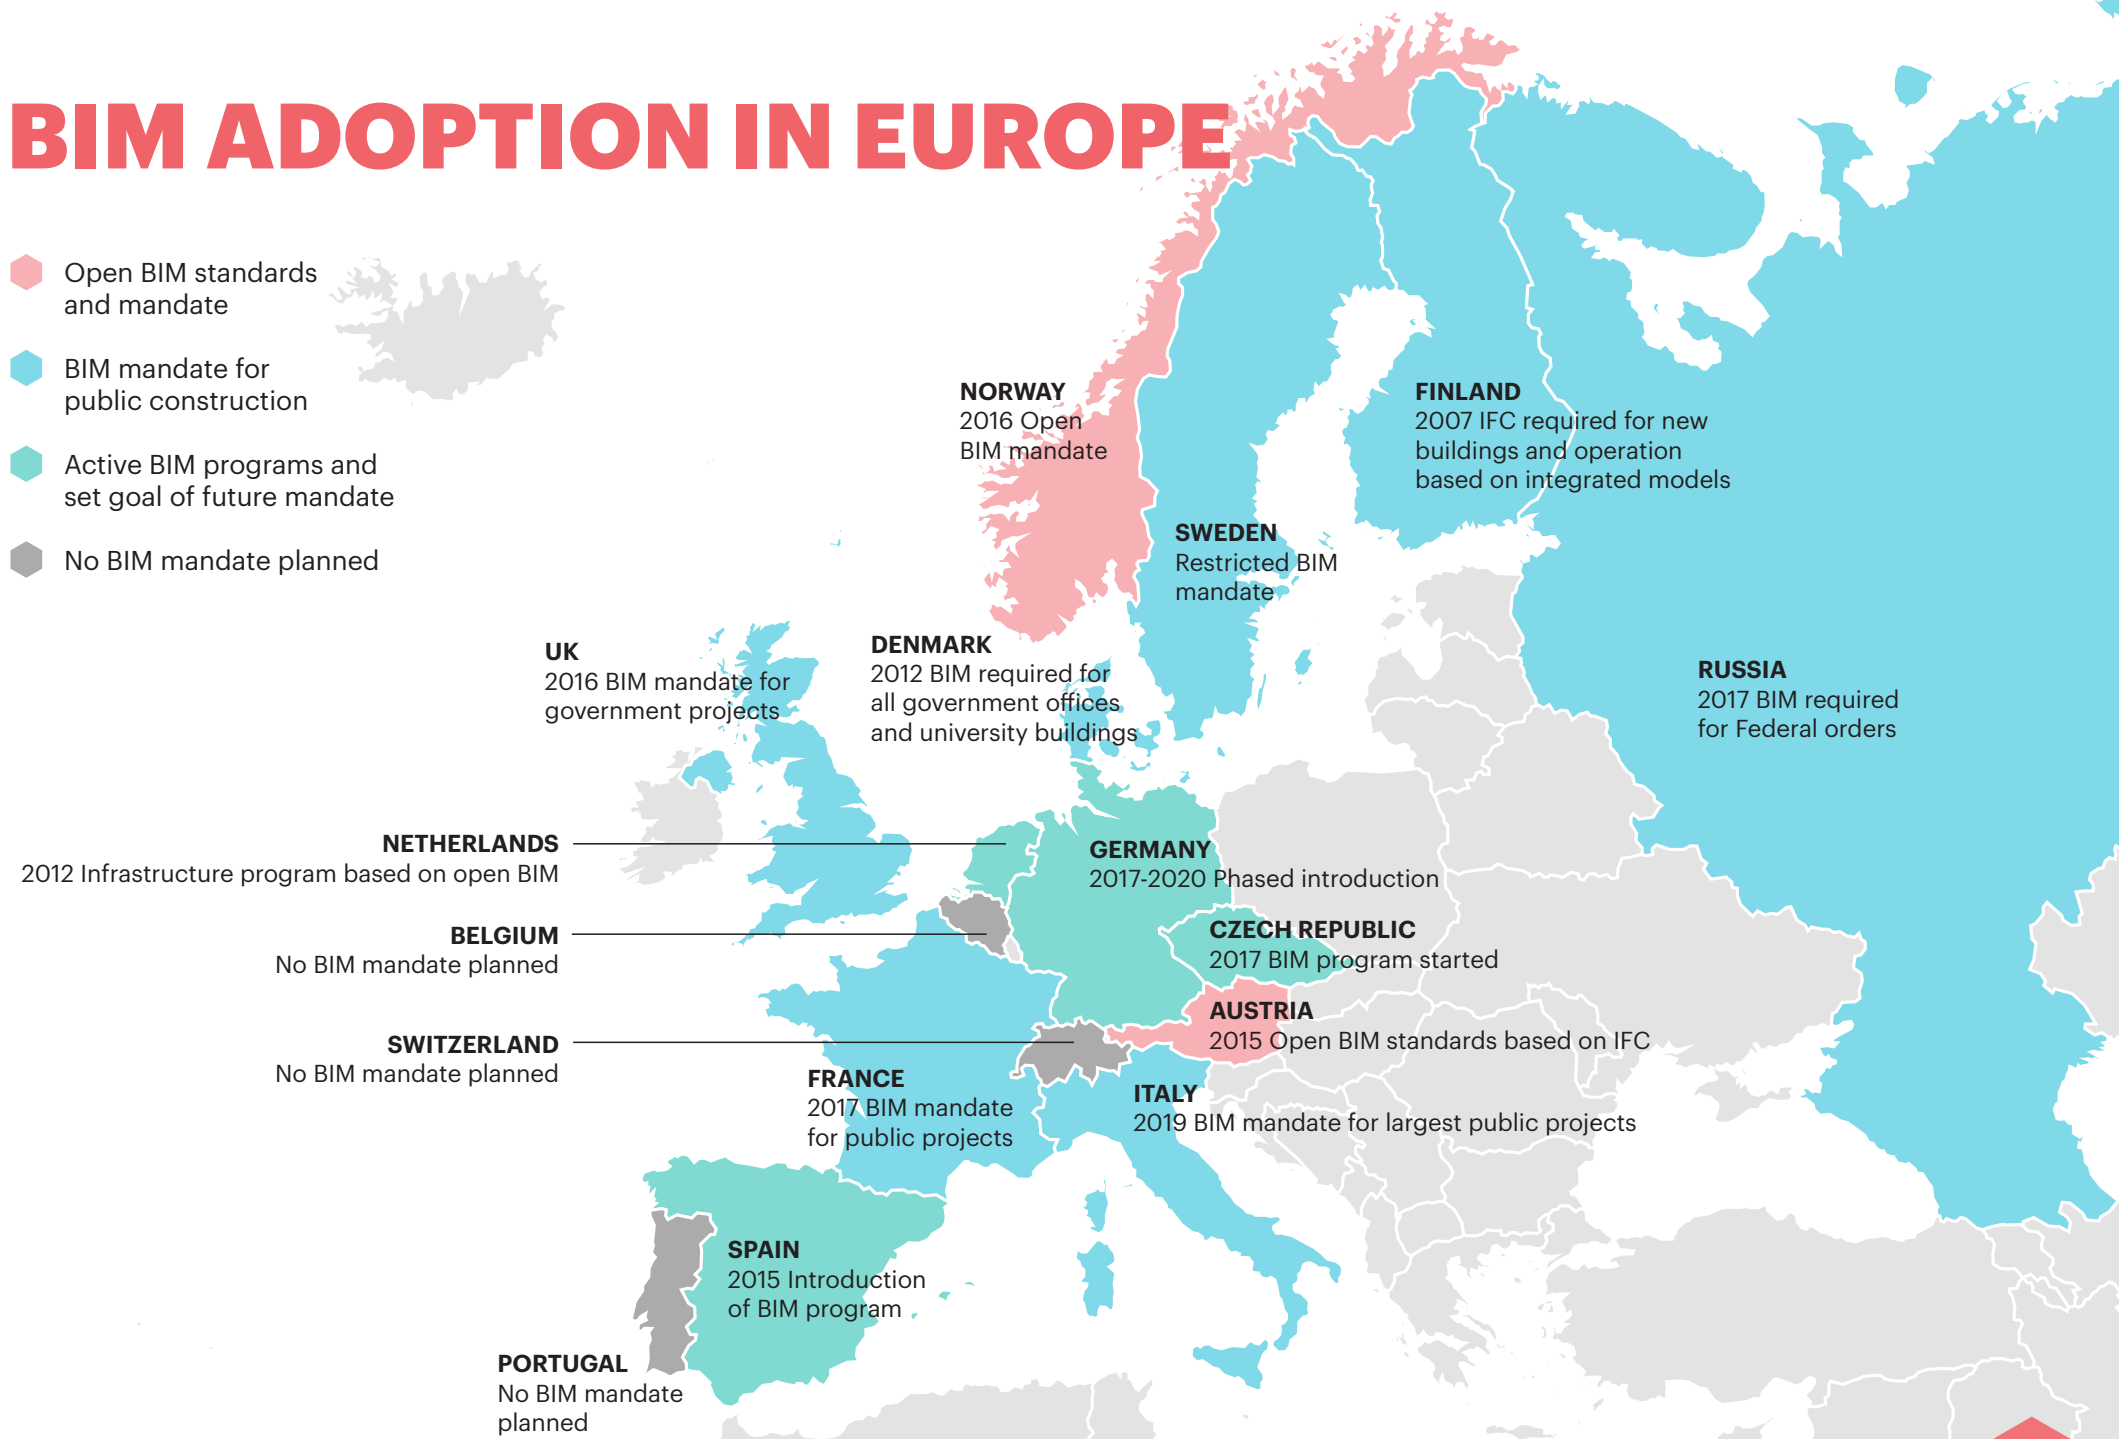 BIM ADOPTION IN EUROPE
Open BIM standards
and mandate
BIM mandate for
public construction
Active BIM programs and
set goal of future mandate
No BIM mandate planned
NORWAY
2016 Open
BIM mandate
FINLAND
2007 IFC required for new
buildings and operation
based on integrated models
SWEDEN
Restricted BIM
mandate
UK
2016 BIM mandate for
government projects
DENMARK
2012 BIM required for
all government offices
and university buildings
RUSSIA
2017 BIM required
for Federal orders
NETHERLANDS
2012 Infrastructure program based on open BIM
GERMANY
2017-2020 Phased introduction
BELGIUM
No BIM mandate planned
CZECH REPUBLIC
2017 BIM program started
AUSTRIA
2015 Open BIM standards based on IFC
SWITZERLAND
No BIM mandate planned
FRANCE
2017 BIM mandate
for public projects
ITALY
2019 BIM mandate for largest public projects
SPAIN
2015 Introduction
of BIM program
PORTUGAL
No BIM mandate
planned